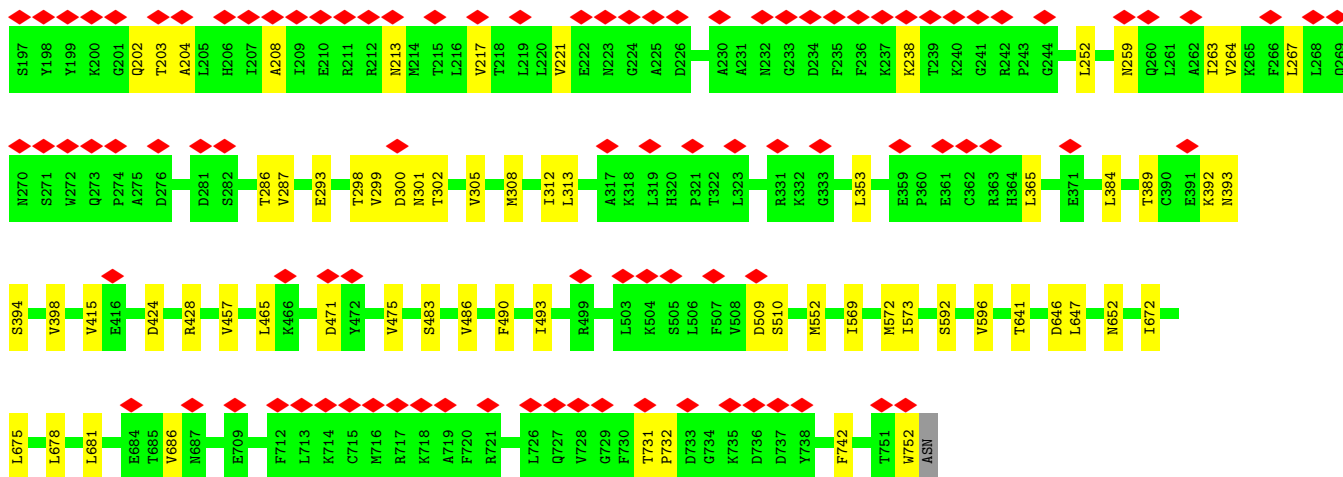 S197 Y198 Y199 K200 G201 Q202 T203 A204 L205 H206 I207 A208 I209 E210 R211 R212 N213 M214 T215 L216 V217 T218 L219 L220 V221 E222 N223 G224 A225 D226 A230 A231 N232 G233 D234 F235 F236 K237 K238 T239 K240 G241 R242 P243 G244 L252 N259 Q260 L261 A262 I263 V264 K265 F266 L267 L268 Q269
N270 S271 W272 Q273 P274 A275 D276 D281 S282 T286 V287 E293 T298 V299 D300 N301 T302 V305 M308 I312 L313 A317 K318 L319 H320 P321 T322 L323 R331 K332 G333 L353 E359 P360 E361 C362 R363 H364 L365 E371 L384 T389 C390 E391 K392 N393
S394 V398 V415 E416 D424 R428 V457 L465 K466 D471 Y472 V475 S483 V486 F490 I493 R499 L503 K504 S505 L506 F507 V508 D509 S510 M552 I569 M572 I573 S592 V596 T641 D646 L647 N652 I672
L675 L678 L681 E684 T685 V686 N687 E709 F712 L713 K714 C715 M716 R717 K718 A719 F720 R721 L726 Q727 V728 G729 F730 T731 P732 D733 G734 K735 D736 D737 Y738 F742 T751 W752 ASN